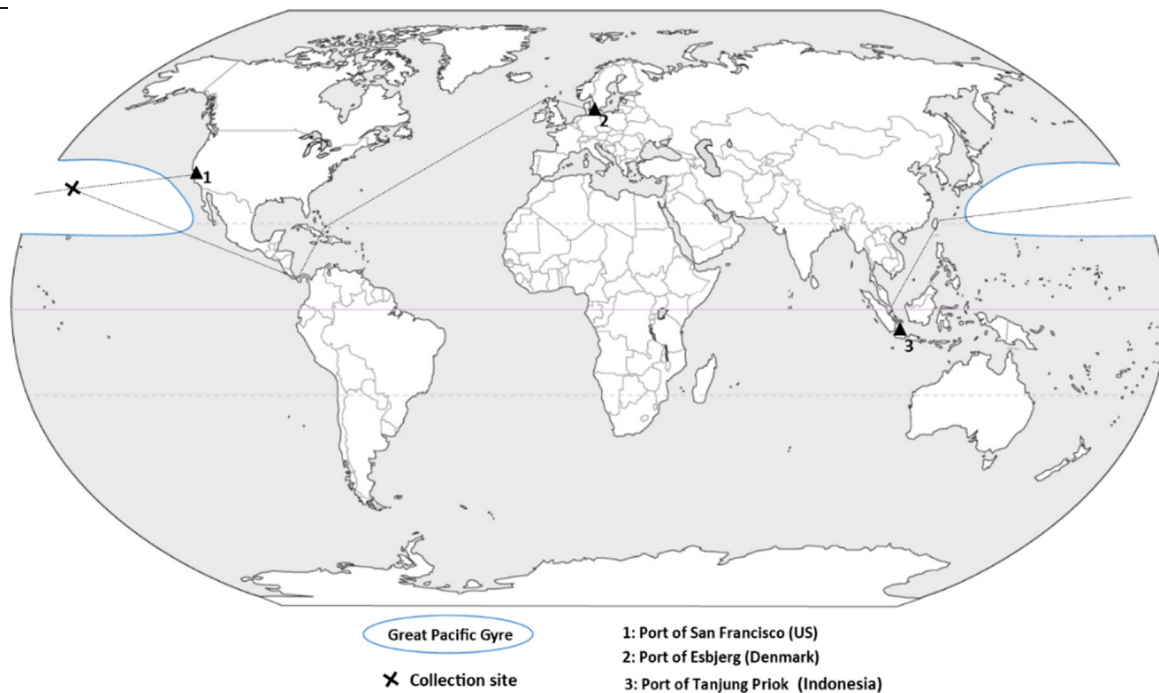 1
2
3
Great Pacific Gyre
Collection site
1: Port of San Francisco (US)
2: Port of Esbjerg (Denmark)
3: Port of Tanjung Priok (Indonesia)